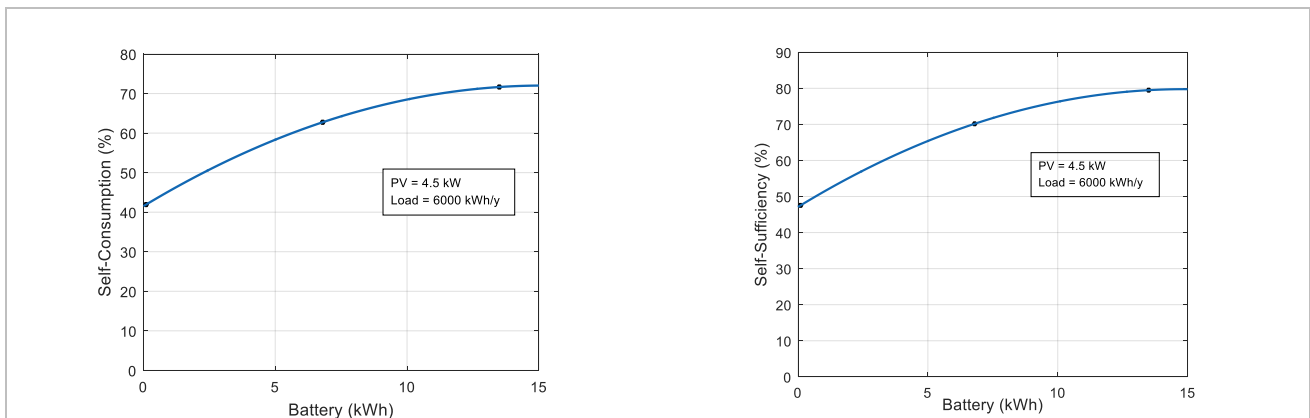 80
70
60
50
40
30
20
10
0
Self-Consumption (%)
PV = 4.5 kW
Load = 6000 kWh/y
0 5 10 15
Battery (kWh)
90
80
70
60
50
40
30
20
10
0
Self-Sufficiency (%)
PV = 4.5 kW
Load = 6000 kWh/y
0 5 10 15
Battery (kWh)